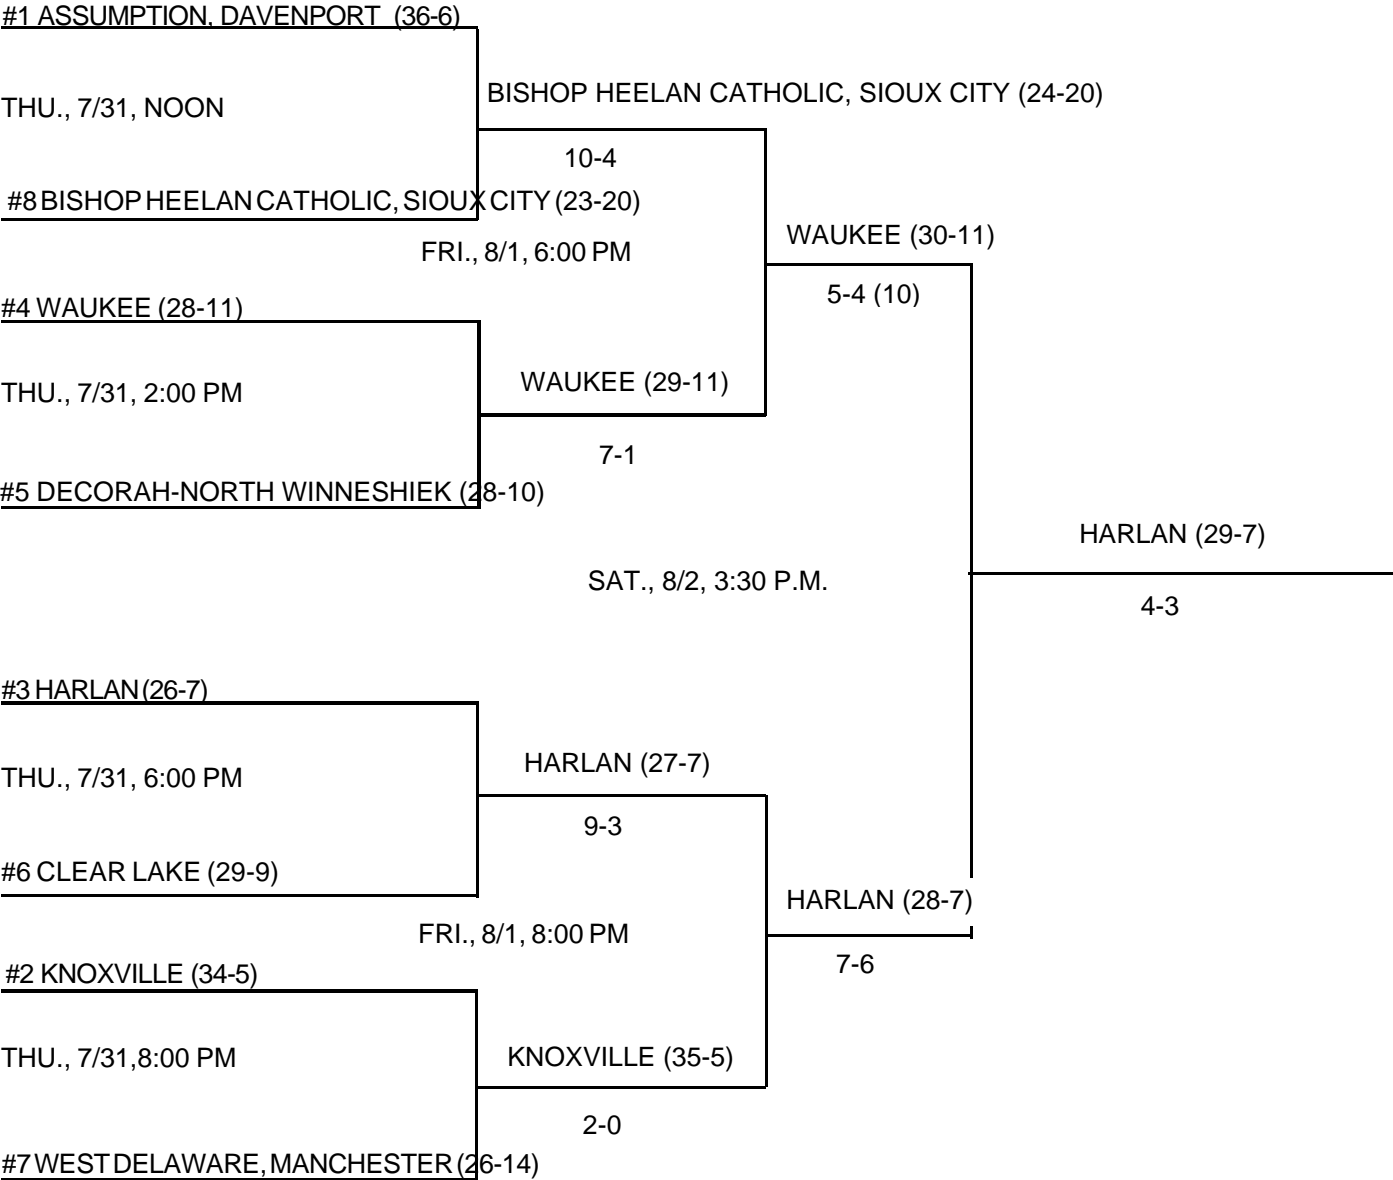 #1 ASSUMPTION, DAVENPORT (36-6)
THU., 7/31, NOON
BISHOP HEELAN CATHOLIC, SIOUX CITY (24-20)
10-4
#8 BISHOP HEELAN CATHOLIC, SIOUX CITY (23-20)
FRI., 8/1, 6:00 PM
WAUKEE (30-11)
5-4 (10)
#4 WAUKEE (28-11)
THU., 7/31, 2:00 PM
WAUKEE (29-11)
7-1
#5 DECORAH-NORTH WINNESHIEK (28-10)
HARLAN (29-7)
SAT., 8/2, 3:30 P.M.
4-3
#3 HARLAN (26-7)
THU., 7/31, 6:00 PM
HARLAN (27-7)
9-3
#6 CLEAR LAKE (29-9)
HARLAN (28-7)
FRI., 8/1, 8:00 PM
7-6
#2 KNOXVILLE (34-5)
THU., 7/31,8:00 PM
KNOXVILLE (35-5)
2-0
#7 WEST DELAWARE, MANCHESTER (26-14)